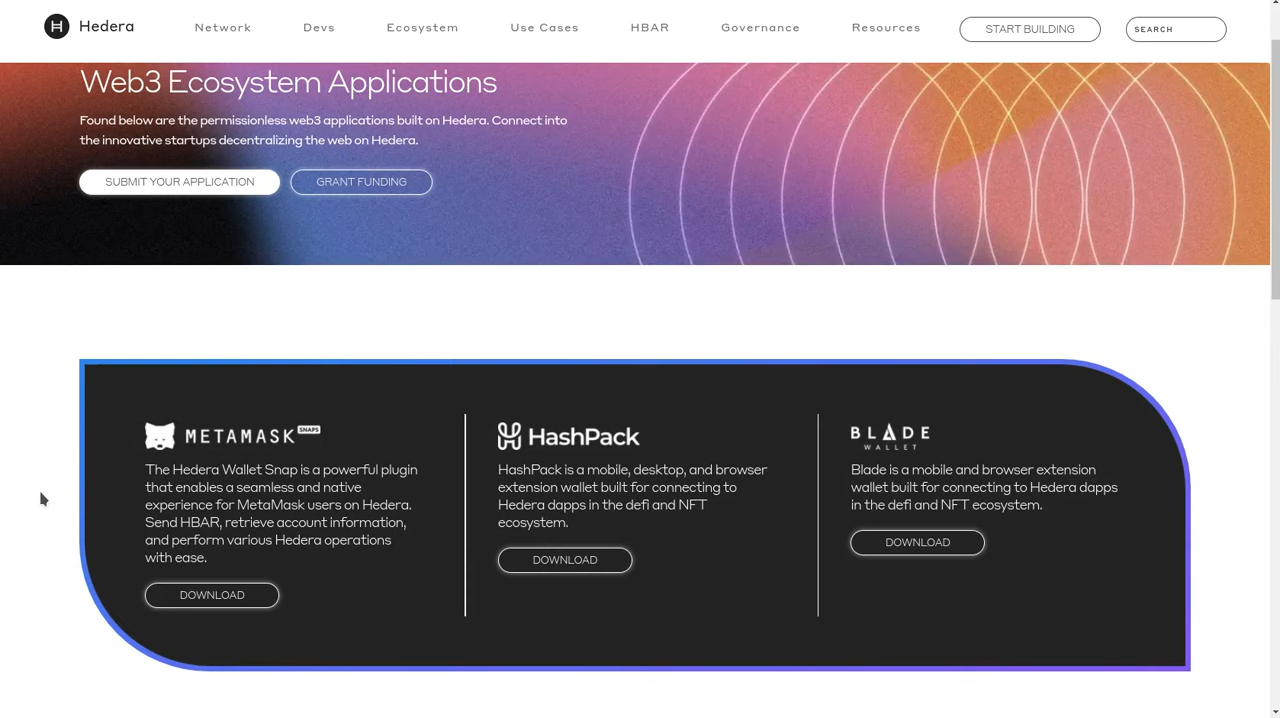 Hedera
Network
Devs
Ecosystem
Use Cases
HBAR
Governance
Resources
START BUILDING
SEARCH
Web3 Ecosystem Applications
Found below are the permissionless web3 applications built on Hedera. Connect into
the innovative startups decentralizing the web on Hedera.
SUBMIT YOUR APPLICATION
GRANT FUNDING
METAMASK SNAPS
The Hedera Wallet Snap is a powerful plugin
that enables a seamless and native
experience for MetaMask users on Hedera.
Send HBAR, retrieve account information,
and perform various Hedera operations
with ease.
DOWNLOAD
HashPack
HashPack is a mobile, desktop, and browser
extension wallet built for connecting to
Hedera dapps in the defi and NFT
ecosystem.
DOWNLOAD
BLADE
WALLET
Blade is a mobile and browser extension
wallet built for connecting to Hedera dapps
in the defi and NFT ecosystem.
DOWNLOAD